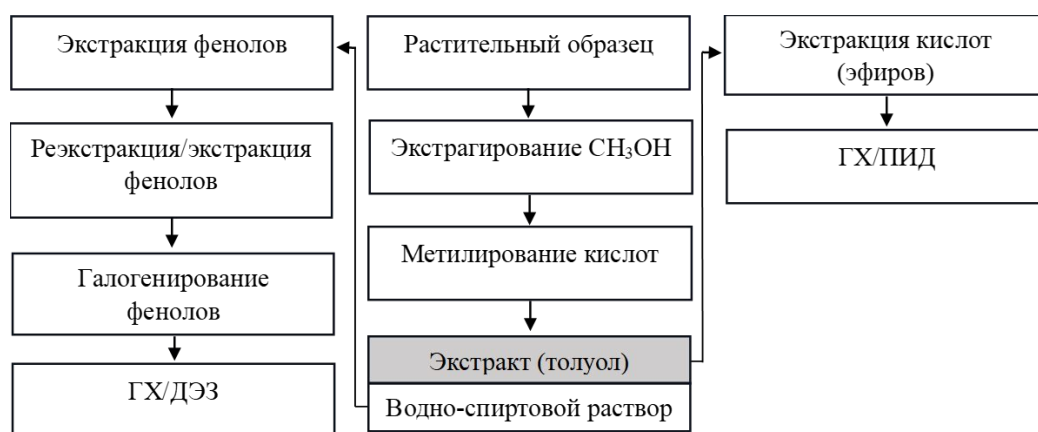 Экстракция фенолов
Реэкстракция/экстракция
фенолов
Галогенирование
фенолов
ГХ/ДЭЗ
Растительный образец
Экстрагирование CH₃OH
Метилирование кислот
Экстракт (толуол)
Водно-спиртовой раствор
Экстракция кислот
(эфиров)
ГХ/ПИД